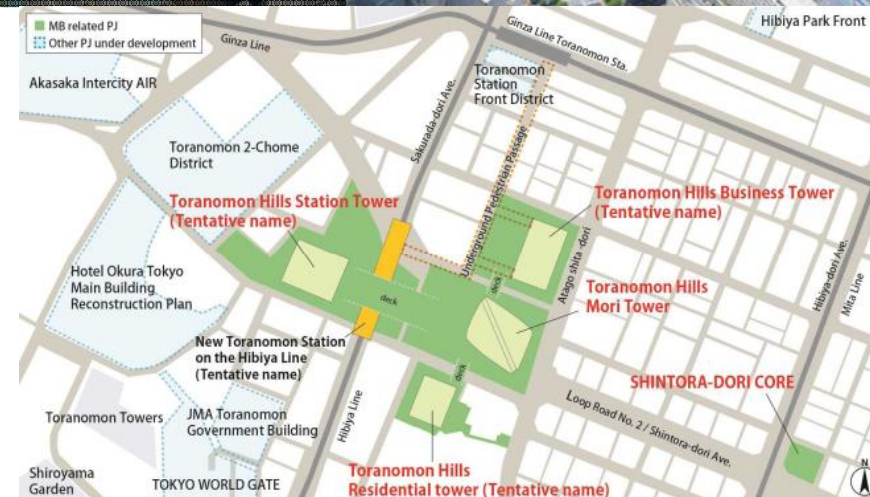 MB related PJ
Other PJ under development
Ginza Line
Ginza Line Toranomon Sta.
Hibiya Park Front
Akasaka Intercity AIR
Toranomon
Station
Front District
Sakurada-dori Ave.
Toranomon 2-Chome
District
Underground Pedestrian Passage
Toranomon Hills Station Tower
(Tentative name)
Toranomon Hills Business Tower
(Tentative name)
Atago shita -dori
Hibiya-dori Ave.
Mita Line
Hotel Okura Tokyo
Main Building
Reconstruction Plan
deck
deck
Toranomon Hills
Mori Tower
New Toranomon Station
on the Hibiya Line
(Tentative name)
deck
SHINTORA-DORI CORE
Loop Road No. 2 / Shintora-dori Ave.
Toranomon Towers
JMA Toranomon
Government Building
Hibiya Line
Shiroyama
Garden
TOKYO WORLD GATE
Toranomon Hills
Residential tower (Tentative name)
N